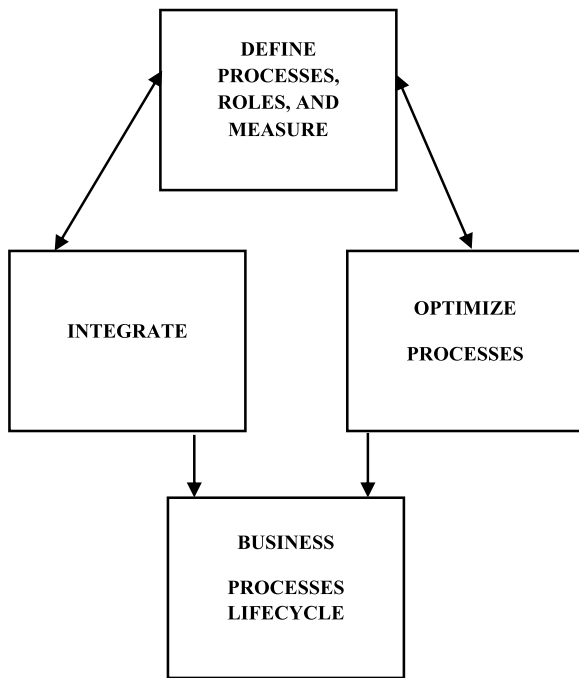 DEFINE
PROCESSES,
ROLES, AND
MEASURE
INTEGRATE
OPTIMIZE
PROCESSES
BUSINESS
PROCESSES
LIFECYCLE